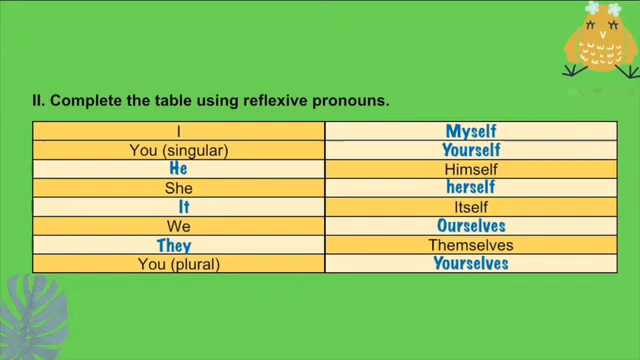 II. Complete the table using reflexive pronouns.
I Myself
You (singular) Yourself
He Himself
She herself
It Itself
We Ourselves
They Themselves
You (plural) Yourselves